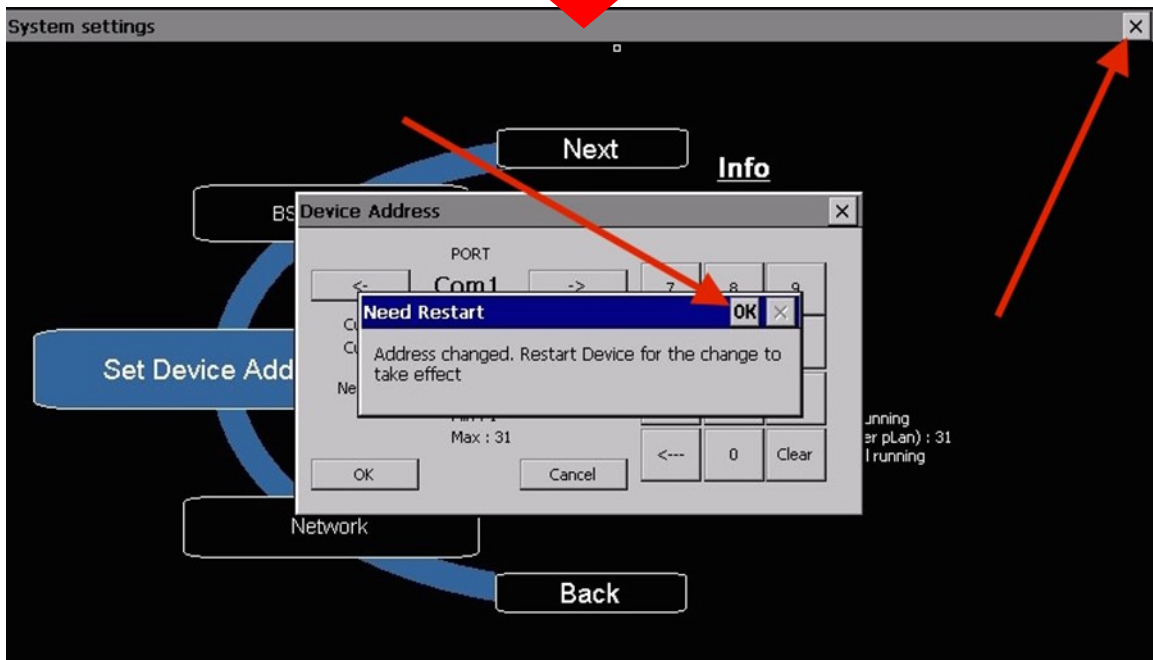 System settings
Next
Info
BS
Device Address
PORT
<- Com1 ->
7 8 9
Need Restart OK
Address changed. Restart Device for the change to
take effect
Ne
Max : 31
unning
er pLan) : 31
l running
<--- 0 Clear
OK Cancel
Set Device Add
Network
Back